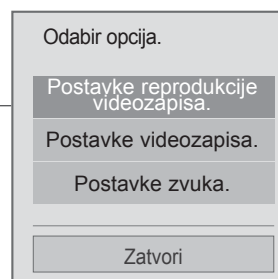 Odabir opcija.
Postavke reprodukcije
videozapisa.
Postavke videozapisa.
Postavke zvuka.
Zatvori